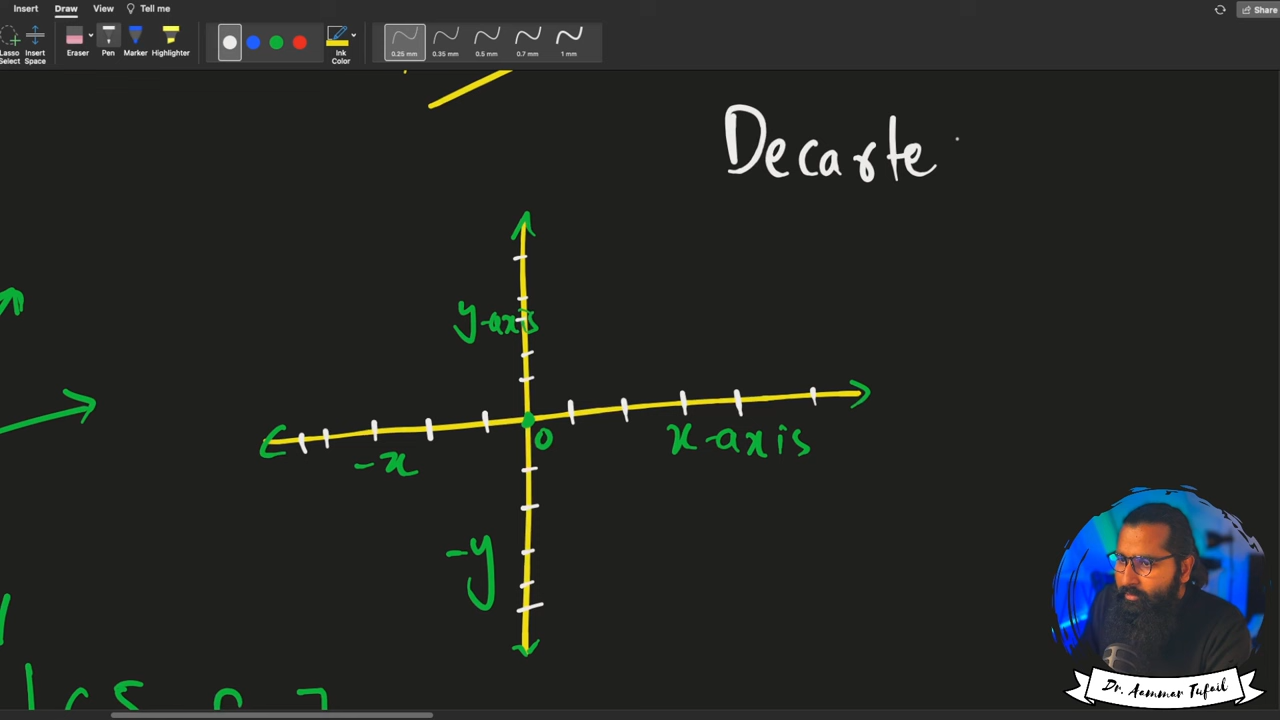 Insert Draw View Tell me
Share
Lasso Select
Insert Space
Eraser
Pen
Marker
Highlighter
Ink Color
0.25 mm
0.35 mm
0.5 mm
0.7 mm
1 mm
Decarte
y-axis
0
x-axis
-x
-y
Dr. Aammar Tufail